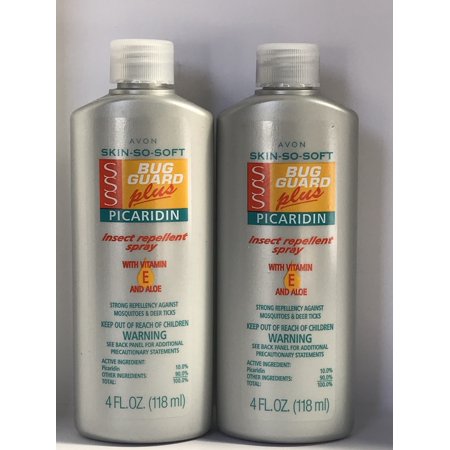 AVON
SKIN-SO-SOFT
SSS
BUG
GUARD
plus
PICARIDIN
Insect repellent
spray
WITH VITAMIN
E
AND ALOE
STRONG REPELLENCY AGAINST
MOSQUITOES & DEER TICKS
KEEP OUT OF REACH OF CHILDREN
WARNING
SEE BACK PANEL FOR ADDITIONAL
PRECAUTIONARY STATEMENTS
ACTIVE INGREDIENT:
Picaridin 10.0%
OTHER INGREDIENTS: 90.0%
TOTAL: 100.0%
4 FL.OZ. (118 ml)
AVON
SKIN-SO-SOFT
SSS
BUG
GUARD
plus
PICARIDIN
Insect repellent
spray
WITH VITAMIN
E
AND ALOE
STRONG REPELLENCY AGAINST
MOSQUITOES & DEER TICKS
KEEP OUT OF REACH OF CHILDREN
WARNING
SEE BACK PANEL FOR ADDITIONAL
PRECAUTIONARY STATEMENTS
ACTIVE INGREDIENT:
Picaridin 10.0%
OTHER INGREDIENTS: 90.0%
TOTAL: 100.0%
4 FL.OZ. (118 ml)